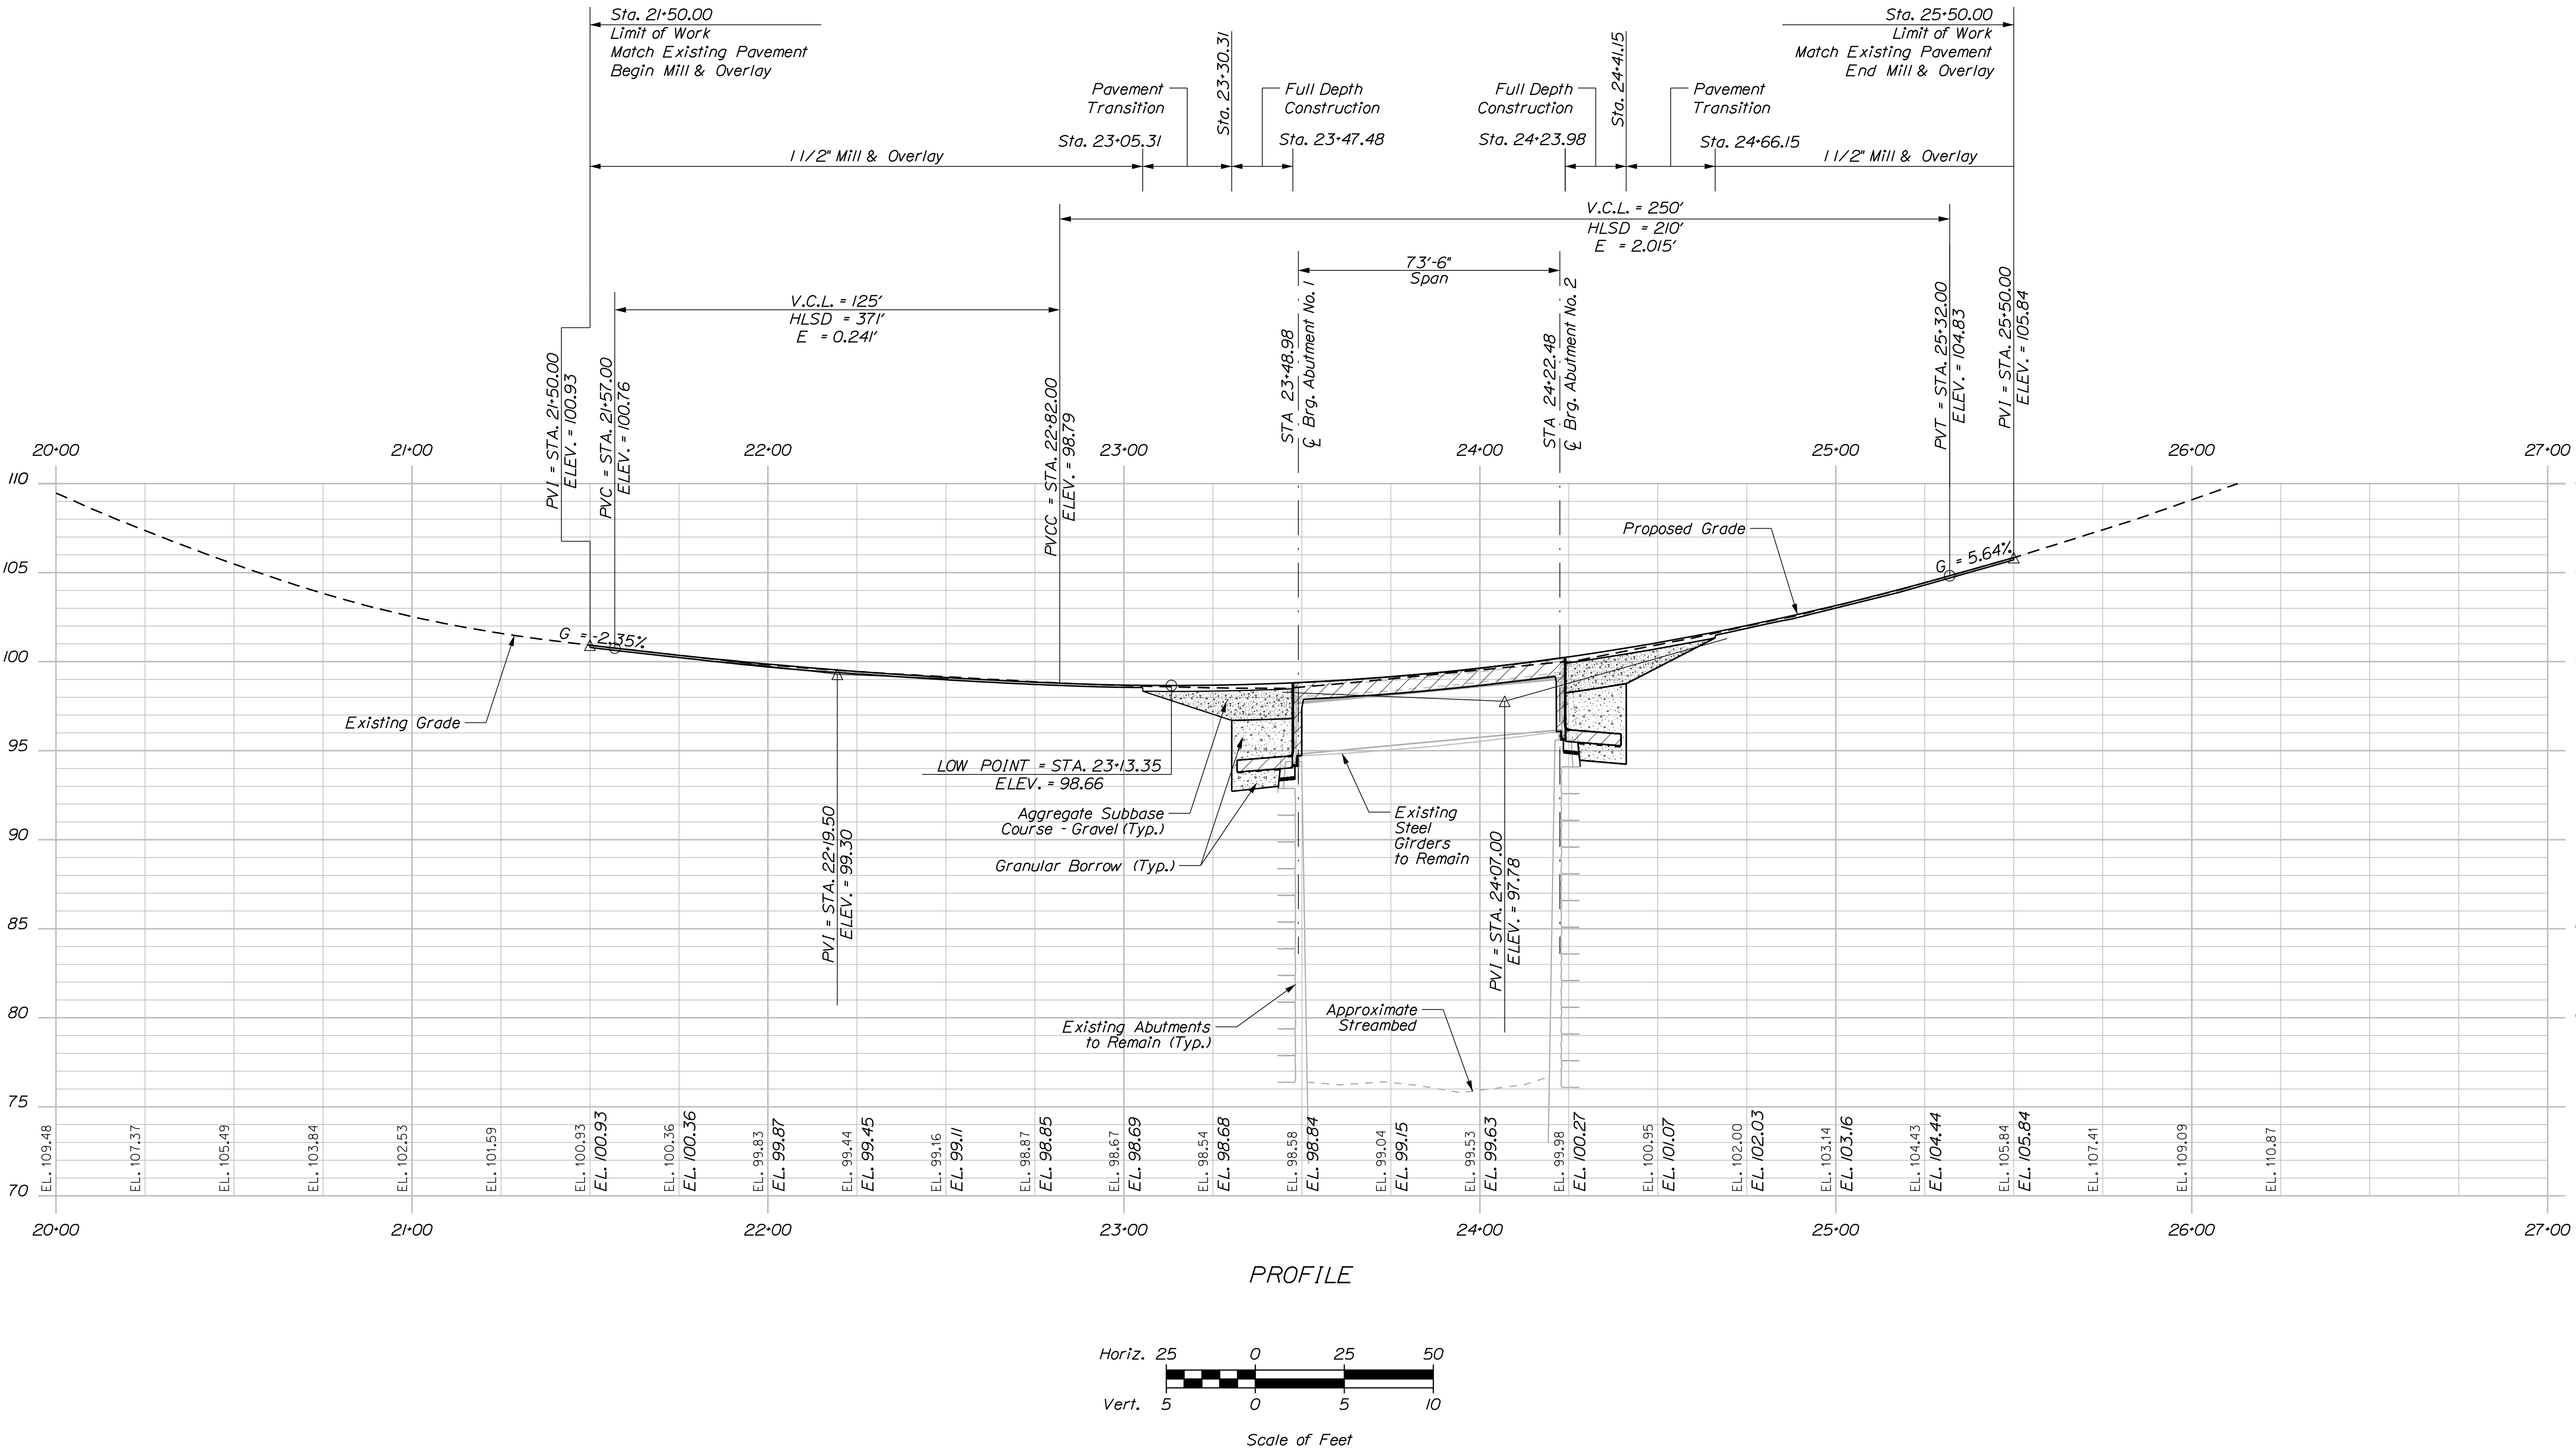 Sta. 21+50.00
Limit of Work
Match Existing Pavement
Begin Mill & Overlay
Sta. 25+50.00
Limit of Work
Match Existing Pavement
End Mill & Overlay
Pavement
Transition
Sta. 23+05.31
Sta. 23+30.31
Full Depth
Construction
Sta. 23+47.48
Full Depth
Construction
Sta. 24+23.98
Sta. 24+41.15
Pavement
Transition
Sta. 24+66.15
1 1/2" Mill & Overlay
1 1/2" Mill & Overlay
V.C.L. = 250'
HLSD = 210'
E = 2.015'
73'-6"
Span
V.C.L. = 125'
HLSD = 371'
E = 0.241'
PVI = STA. 21+50.00
ELEV. = 100.93
PVC = STA. 21+57.00
ELEV. = 100.76
PVCC = STA. 22+82.00
ELEV. = 98.79
STA 23+48.98
℄ Brg. Abutment No. 1
STA 24+22.48
℄ Brg. Abutment No. 2
PVT = STA. 25+32.00
ELEV. = 104.83
PVI = STA. 25+50.00
ELEV. = 105.84
20+00
21+00
22+00
23+00
24+00
25+00
26+00
27+00
110
105
100
95
90
85
80
75
70
G = -2.35%
G = 5.64%
Proposed Grade
Existing Grade
LOW POINT = STA. 23+13.35
ELEV. = 98.66
Aggregate Subbase
Course - Gravel (Typ.)
Granular Borrow (Typ.)
Existing
Steel
Girders
to Remain
PVI = STA. 22+19.50
ELEV. = 99.30
PVI = STA. 24+07.00
ELEV. = 97.78
Existing Abutments
to Remain (Typ.)
Approximate
Streambed
EL. 109.48
EL. 107.37
EL. 105.49
EL. 103.84
EL. 102.53
EL. 101.59
EL. 100.93
EL. 100.93
EL. 100.36
EL. 100.36
EL. 99.83
EL. 99.87
EL. 99.44
EL. 99.45
EL. 99.16
EL. 99.11
EL. 98.87
EL. 98.85
EL. 98.67
EL. 98.69
EL. 98.54
EL. 98.68
EL. 98.58
EL. 98.84
EL. 99.04
EL. 99.15
EL. 99.53
EL. 99.63
EL. 99.98
EL. 100.27
EL. 100.95
EL. 101.07
EL. 102.00
EL. 102.03
EL. 103.14
EL. 103.16
EL. 104.43
EL. 104.44
EL. 105.84
EL. 105.84
EL. 107.41
EL. 109.09
EL. 110.87
20+00
21+00
22+00
23+00
24+00
25+00
26+00
27+00
PROFILE
Horiz. 25 0 25 50
Vert. 5 0 5 10
Scale of Feet